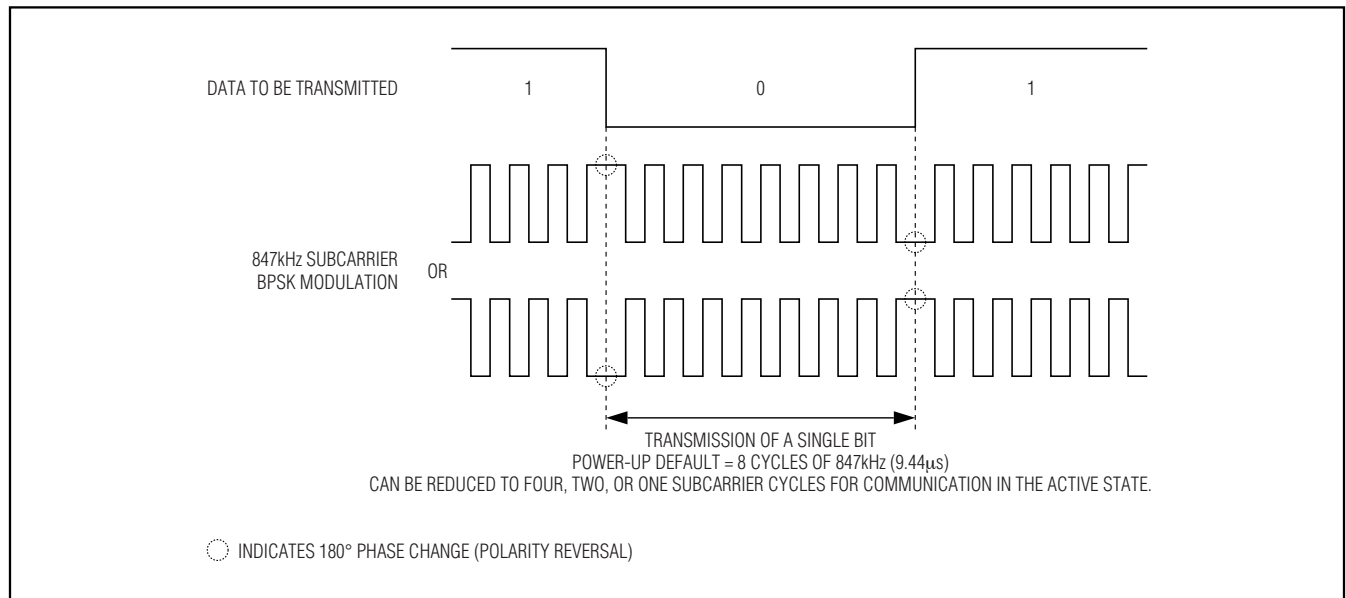 DATA TO BE TRANSMITTED
1
0
1
847kHz SUBCARRIER
BPSK MODULATION
OR
TRANSMISSION OF A SINGLE BIT
POWER-UP DEFAULT = 8 CYCLES OF 847kHz (9.44μs)
CAN BE REDUCED TO FOUR, TWO, OR ONE SUBCARRIER CYCLES FOR COMMUNICATION IN THE ACTIVE STATE.
INDICATES 180° PHASE CHANGE (POLARITY REVERSAL)